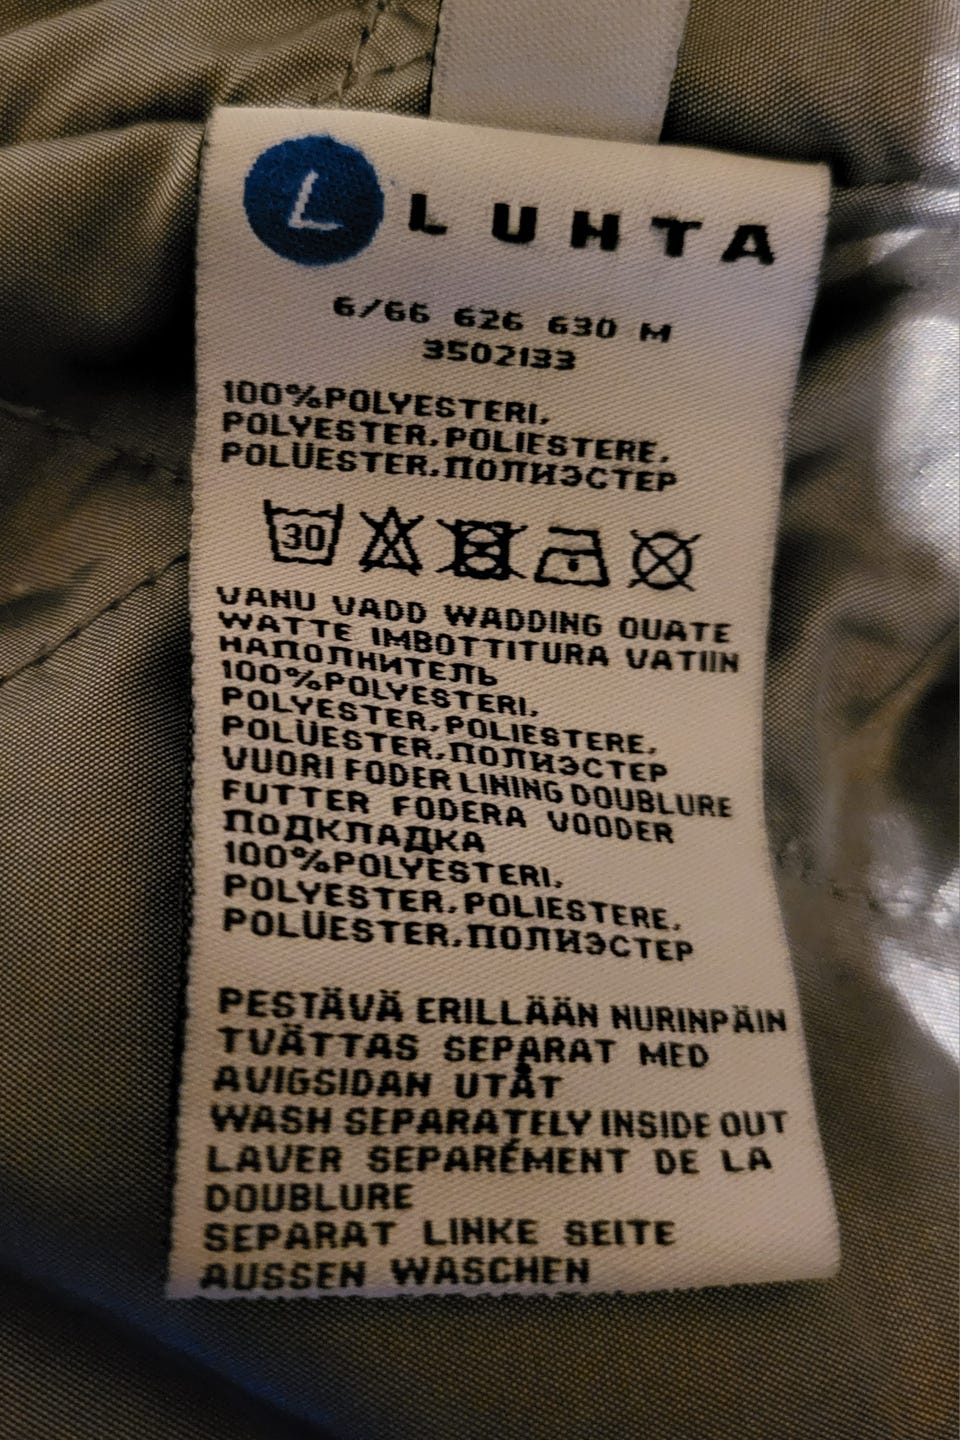 L LUHTA
6/66 626 630 M
3502133
100%POLYESTERI,
POLYESTER,POLIESTERE,
POLÜESTER,ПОЛИЭСТЕР
30
VANU VADD WADDING OUATE
WATTE IMBOTTITURA VATIIN
НАПОЛНИТЕЛЬ
100%POLYESTERI,
POLYESTER,POLIESTERE,
POLÜESTER,ПОЛИЭСТЕР
VUORI FODER LINING DOUBLURE
FUTTER FODERA VOODER
ПОДКЛАДКА
100%POLYESTERI,
POLYESTER,POLIESTERE,
POLÜESTER,ПОЛИЭСТЕР
PESTÄVÄ ERILLÄÄN NURINPÄIN
TVÄTTAS SEPARAT MED
AVIGSIDAN UTÅT
WASH SEPARATELY INSIDE OUT
LAVER SEPARÉMENT DE LA
DOUBLURE
SEPARAT LINKE SEITE
AUSSEN WASCHEN